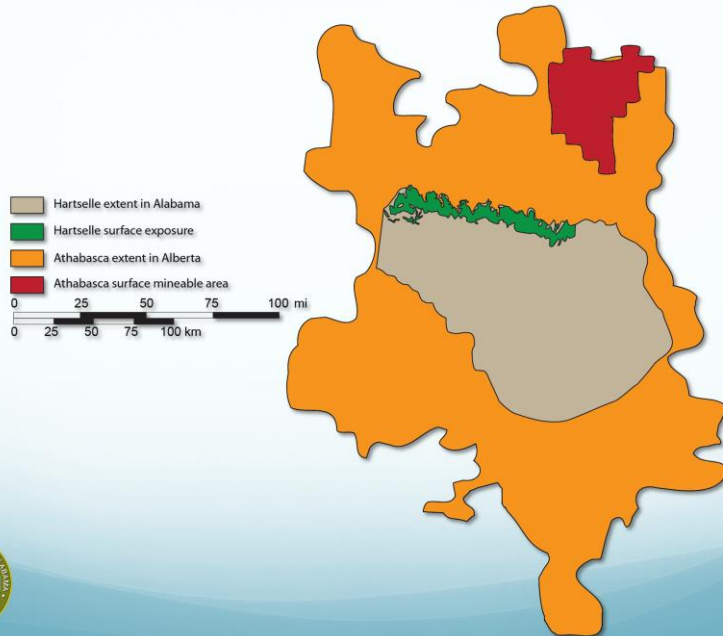 Hartselle extent in Alabama
Hartselle surface exposure
Athabasca extent in Alberta
Athabasca surface mineable area
0 25 50 75 100 mi
0 25 50 75 100 km
ALABAMA